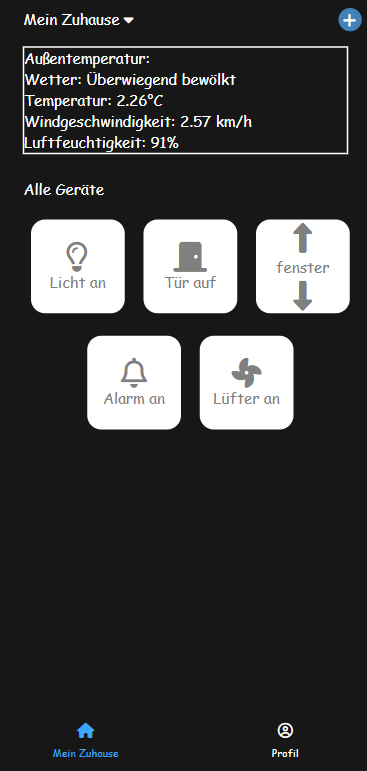 Mein Zuhause
Außentemperatur:
Wetter: Überwiegend bewölkt
Temperatur: 2.26°C
Windgeschwindigkeit: 2.57 km/h
Luftfeuchtigkeit: 91%
Alle Geräte
Licht an
Tür auf
fenster
Alarm an
Lüfter an
Mein Zuhause
Profil